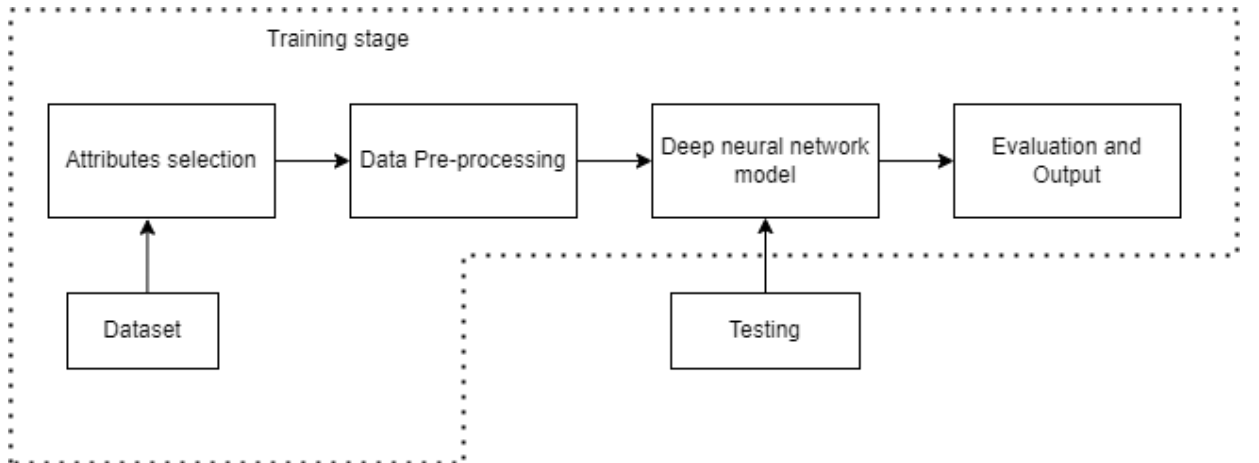 Training stage
Attributes selection
Data Pre-processing
Deep neural network
model
Evaluation and
Output
Dataset
Testing